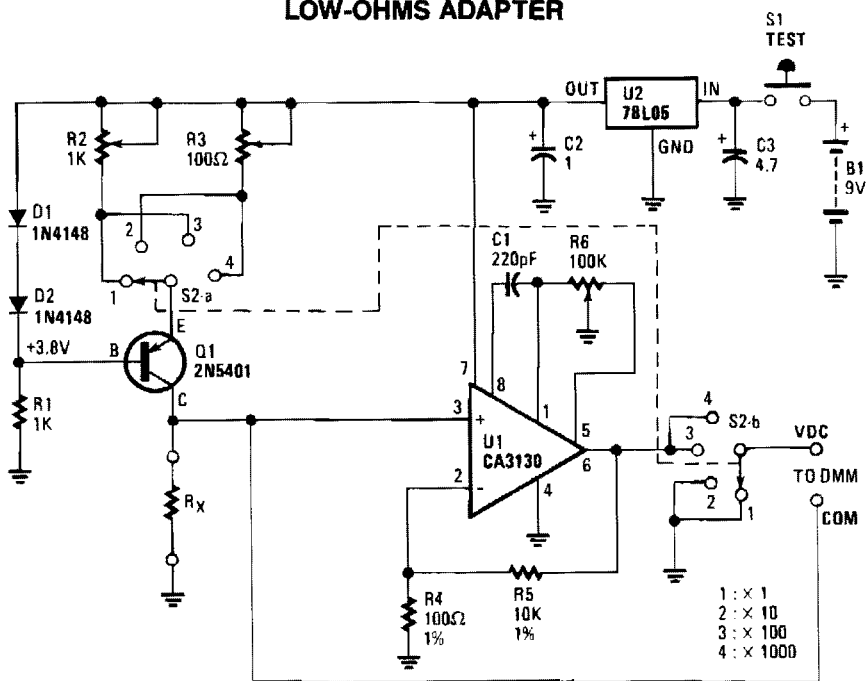 LOW-OHMS ADAPTER
S1
TEST
OUT
U2
78L05
IN
GND
R2
1K
R3
100Ω
+
C2
1
+
C3
4.7
+
B1
9V
D1
1N4148
2
3
4
1
S2-a
C1
220pF
R6
100K
D2
1N4148
+3.8V
B
E
Q1
2N5401
C
7
8
R1
1K
3
+
1
5
4
S2-b
VDC
U1
CA3130
6
3
2
-
4
TO DMM
2
1
COM
RX
R4
100Ω
1%
R5
10K
1%
1 : × 1
2 : × 10
3 : × 100
4 : × 1000